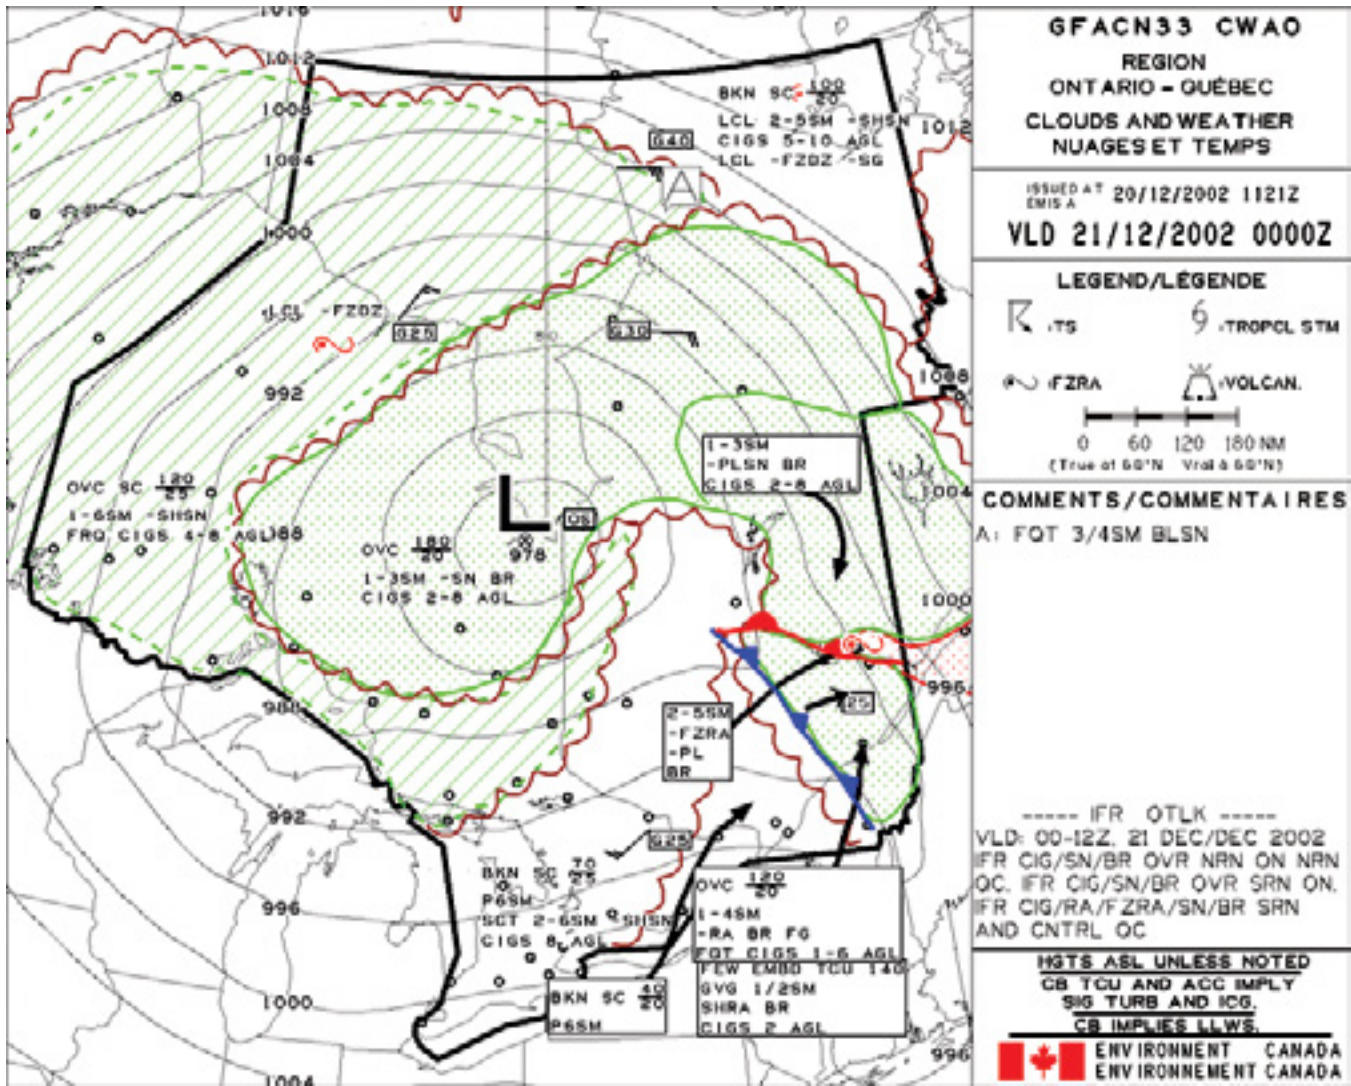 GFACN33 CWAO
REGION
ONTARIO - QUÉBEC
CLOUDS AND WEATHER
NUAGES ET TEMPS
ISSUED AT
EMIS A
20/12/2002 1121Z
VLD 21/12/2002 0000Z
LEGEND/LÉGENDE
:TS
:TROPCL STM
:FZRA
:VOLCAN.
0 60 120 180 NM
(True at 60°N Vrai à 60°N)
COMMENTS/COMMENTAIRES
A: FQT 3/4SM BLSN
----- IFR OTLK -----
VLD: 00-12Z, 21 DEC/DEC 2002
IFR CIG/SN/BR OVR NRN ON NRN
QC. IFR CIG/SN/BR OVR SRN ON.
IFR CIG/RA/FZRA/SN/BR SRN
AND CNTRL QC
HGTS ASL UNLESS NOTED
CB TCU AND ACC IMPLY
SIG TURB AND ICG.
CB IMPLIES LLWS.
ENVIRONMENT CANADA
ENVIRONNEMENT CANADA
1016
1012
1008
1004
1000
992
988
988
992
996
1000
1004
1012
1008
1004
1000
996
996
BKN SC 100/20
LCL 2-5SM -SHSN
CIGS 5-10 AGL
LCL -FZDZ -SG
G40
A
-FZDZ
G25
G30
60
OVC SC 120/25
1-6SM -SHSN
FRQ CIGS 4-8 AGL
L
978
05
OVC 180/20
1-3SM -SN BR
CIGS 2-8 AGL
1-3SM
-PLSN BR
CIGS 2-8 AGL
2-5SM
-FZRA
-PL
BR
25
G25
BKN SC 70/25
P6SM
SCT 2-6SM -SHSN
CIGS 8 AGL
BKN SC 40/20
P6SM
OVC 120/20
1-4SM
-RA BR FG
FQT CIGS 1-6 AGL
FEW EMBD TCU 140
GVG 1/2SM
SHRA BR
CIGS 2 AGL